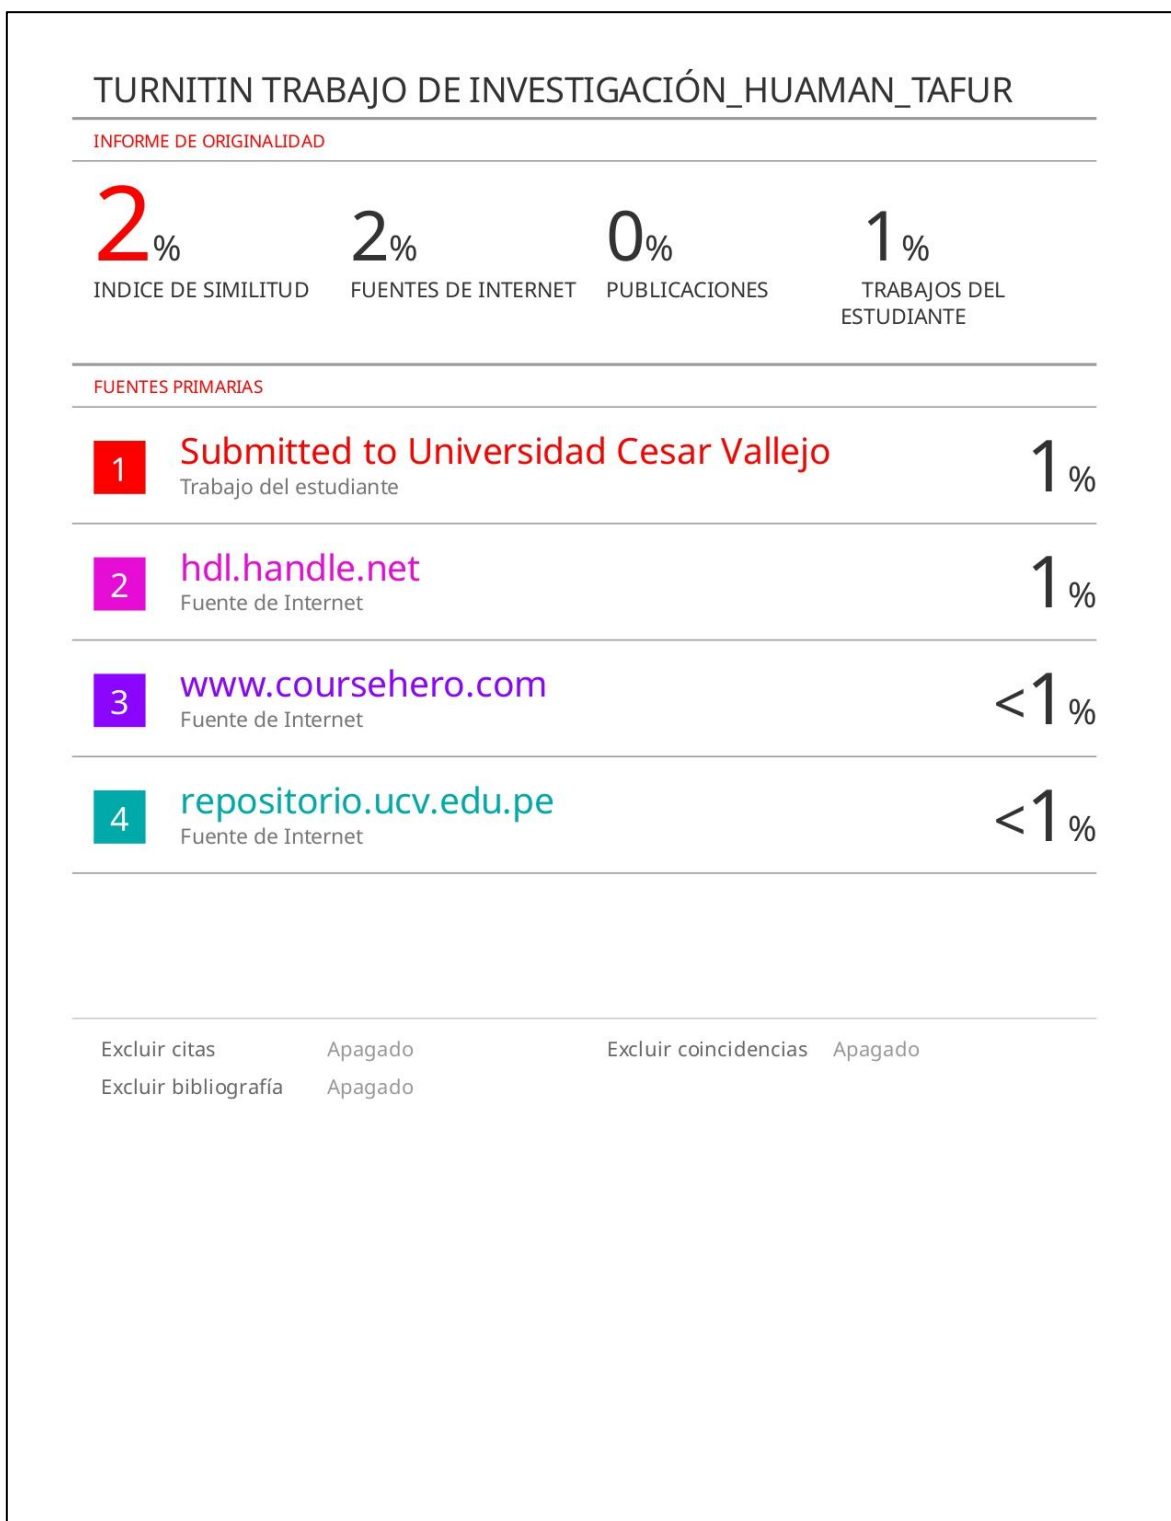 TURNITIN TRABAJO DE INVESTIGACIÓN_HUAMAN_TAFUR
INFORME DE ORIGINALIDAD
2% 2% 0% 1%
INDICE DE SIMILITUD FUENTES DE INTERNET PUBLICACIONES TRABAJOS DEL
ESTUDIANTE
FUENTES PRIMARIAS
1 Submitted to Universidad Cesar Vallejo 1%
Trabajo del estudiante
2 hdl.handle.net 1%
Fuente de Internet
3 www.coursehero.com <1%
Fuente de Internet
4 repositorio.ucv.edu.pe <1%
Fuente de Internet
Excluir citas Apagado Excluir coincidencias Apagado
Excluir bibliografía Apagado